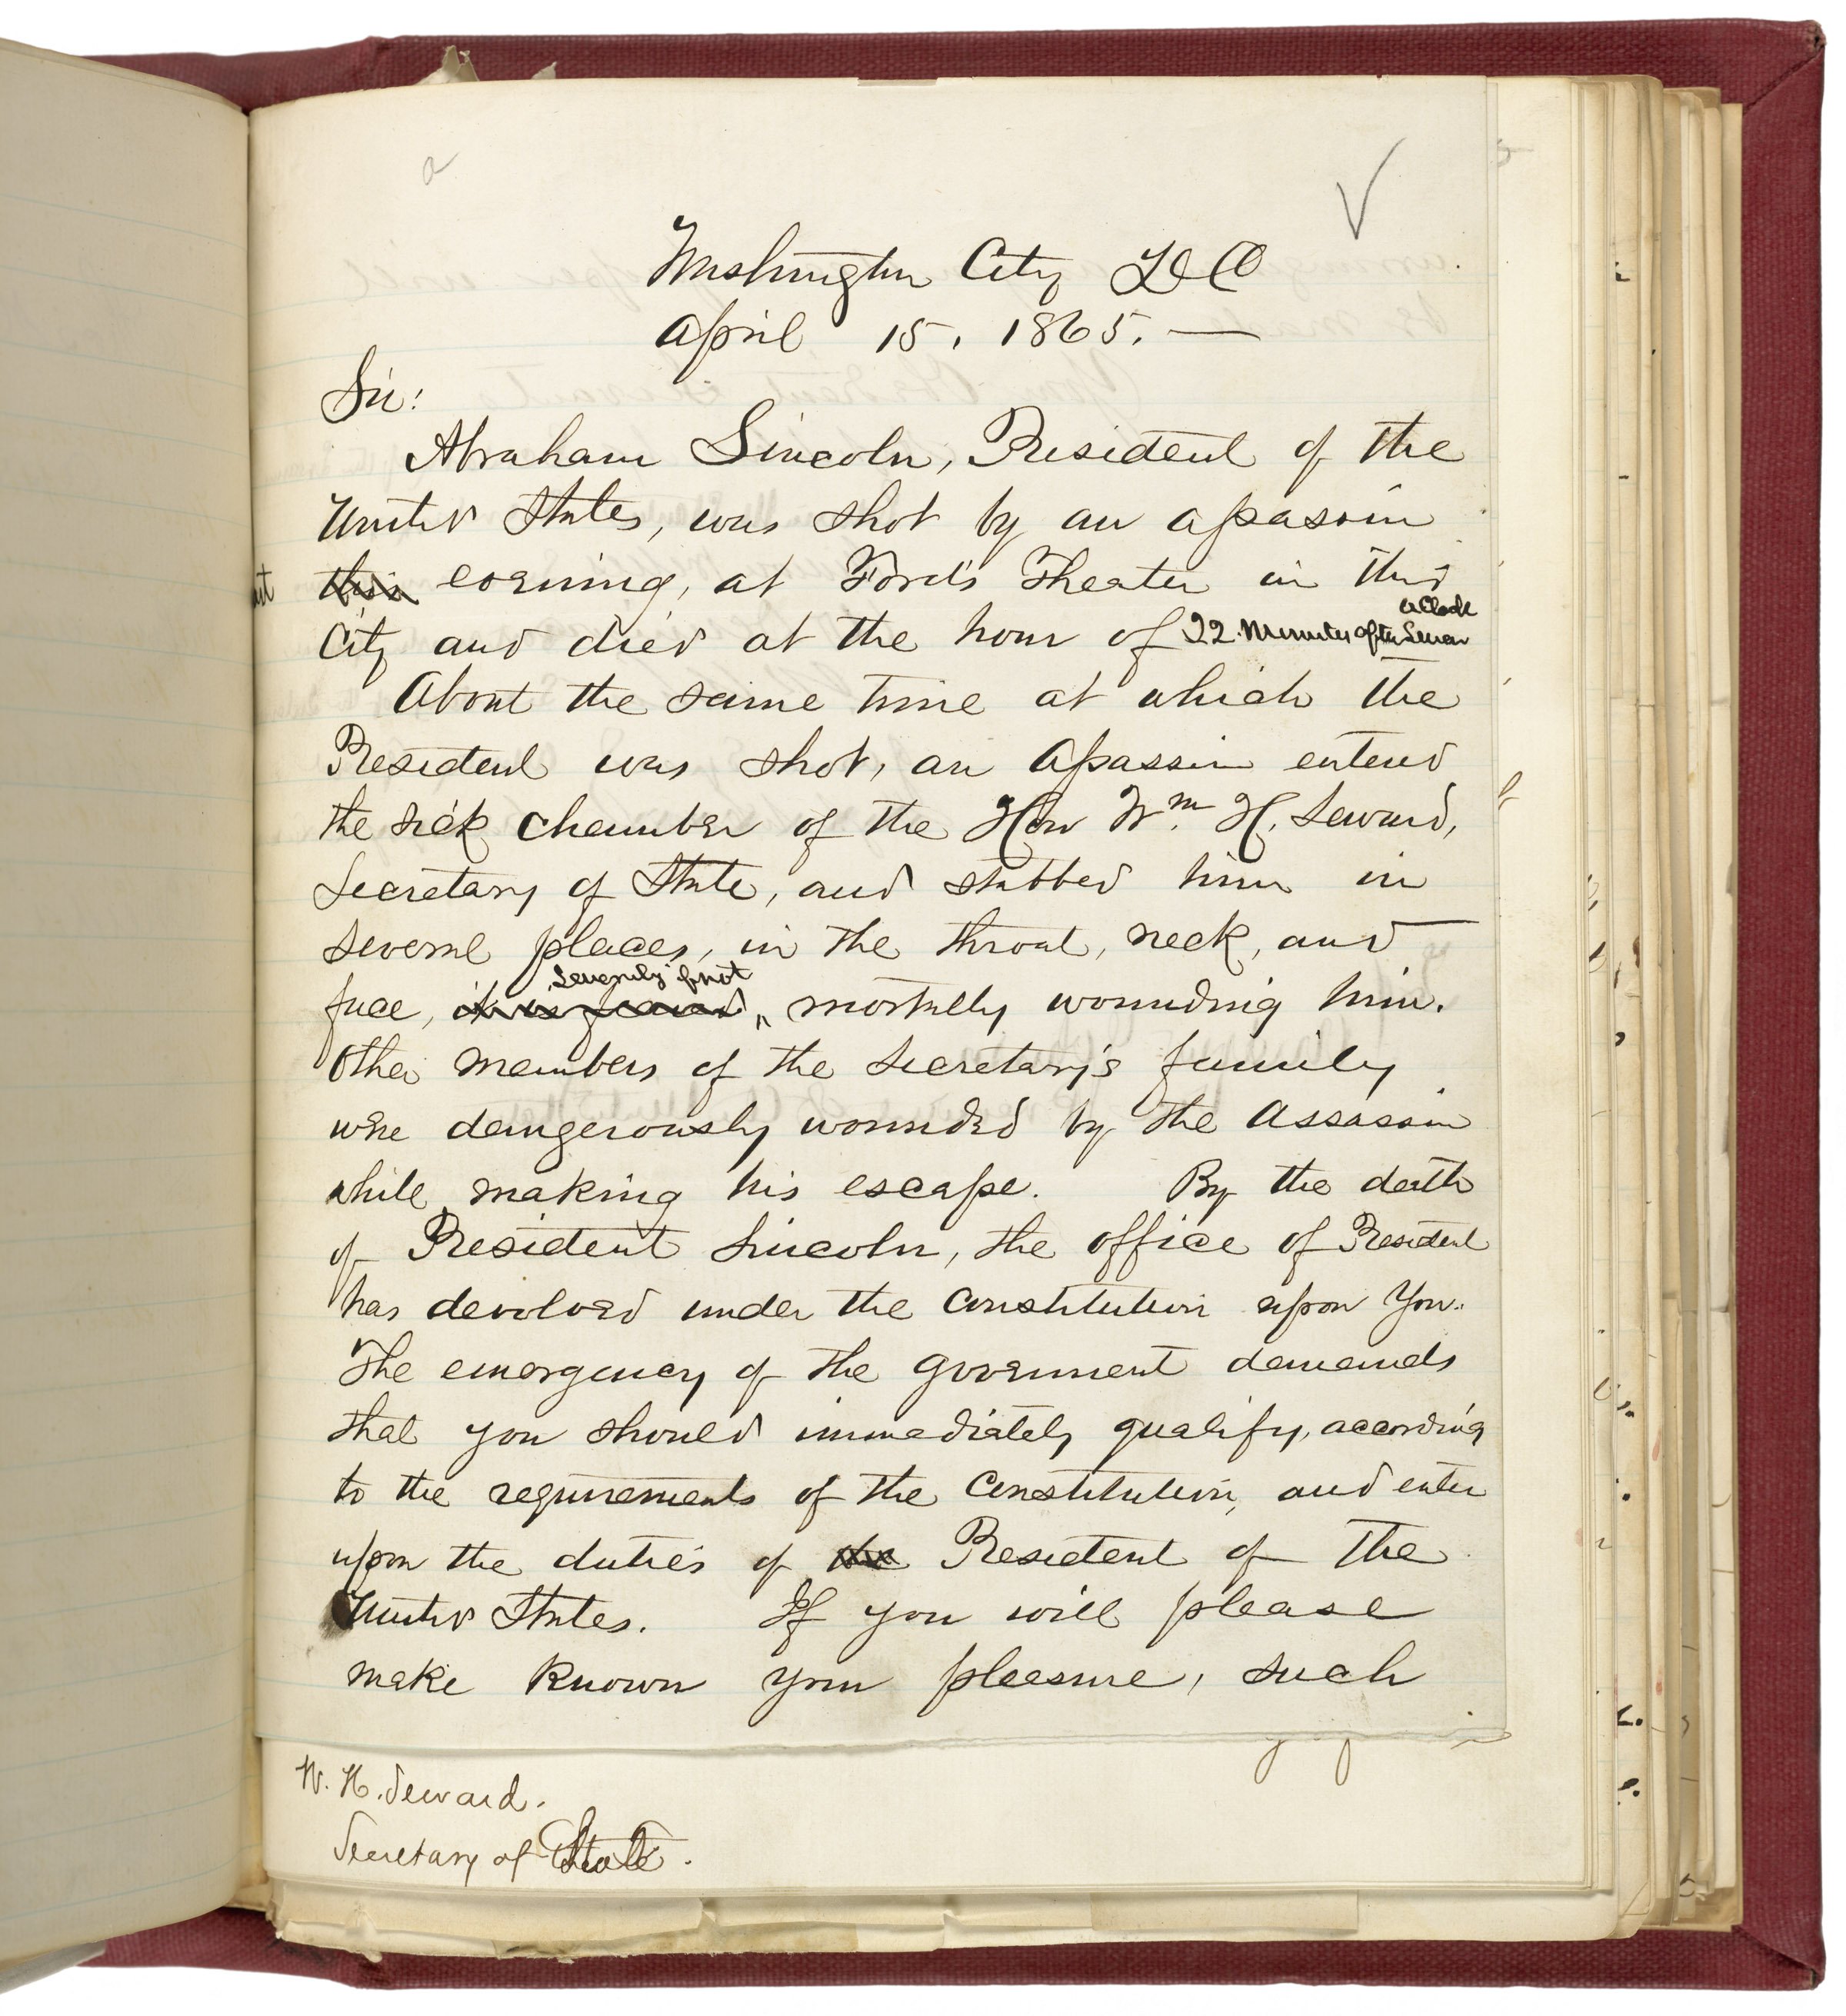 a
Washington City D C
April 15, 1865.—
Sir:
Abraham Lincoln, President of the
United States, was shot by an assassin
this evening, at Ford's Theater in this
o'Clock
City and died at the hour of 22 Minutes after Seven
About the same time at which the
President was shot, an assassin entered
the sick chamber of the Hon Wm. H. Seward,
Secretary of State, and stabbed him in
several places, in the throat, neck, and
severely if not
face, it is feared, mortally wounding him.
Other members of the Secretary's family
were dangerously wounded by the assassin
while making his escape. By the death
of President Lincoln, the office of President
has devolved under the Constitution upon you.
The emergency of the government demands
that you should immediately qualify, according
to the requirements of the Constitution, and enter
upon the duties of the President of the
United States. If you will please
make known your pleasure, such
W. H. Seward.
Secretary of State.